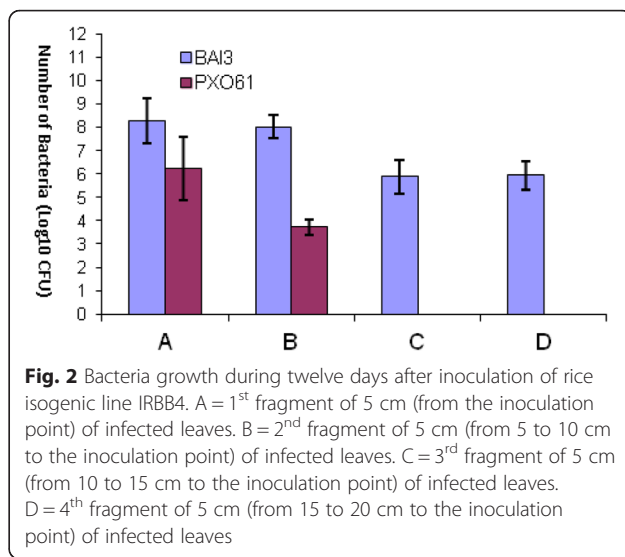 Number of Bacteria (Log10 CFU)
12
11
10
9
8
7
6
5
4
3
2
1
0
BAI3
PXO61
A B C D
Fig. 2 Bacteria growth during twelve days after inoculation of rice
isogenic line IRBB4. A = 1st fragment of 5 cm (from the inoculation
point) of infected leaves. B = 2nd fragment of 5 cm (from 5 to 10 cm
to the inoculation point) of infected leaves. C = 3rd fragment of 5 cm
(from 10 to 15 cm to the inoculation point) of infected leaves.
D = 4th fragment of 5 cm (from 15 to 20 cm to the inoculation
point) of infected leaves